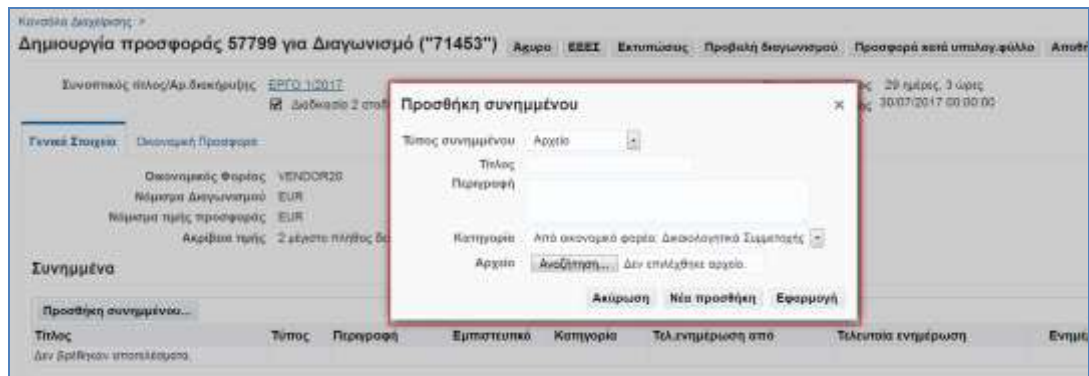 Κονσόλα Διαχείρισης >
Δημιουργία προσφοράς 57799 για Διαγωνισμό ("71453") Άκυρο ΕΕΕΣ Εκτυπώσεις Προβολή διαγωνισμού Προσφορά κατά υπολογ.φύλλο Αποθή
Συνοπτικός τίτλος/Αρ.διακήρυξης ΕΡΓΟ 1/2017 29 ημέρες, 3 ώρες
Διαδικασία 2 σταδ 30/07/2017 00:00:00
Προσθήκη συνημμένου ×
Τύπος συνημμένου Αρχείο
Τίτλος
Περιγραφή
Κατηγορία Από οικονομικό φορέα: Δικαιολογητικά Συμμετοχής
Αρχείο Αναζήτηση... Δεν επιλέχθηκε αρχείο.
Ακύρωση Νέα προσθήκη Εφαρμογή
Γενικά Στοιχεία Οικονομική Προσφορά
Οικονομικός Φορέας VENDOR20
Νόμισμα Διαγωνισμού EUR
Νόμισμα τιμής προσφοράς EUR
Ακρίβεια τιμής 2 μέγιστο πλήθος δε
Συνημμένα
Προσθήκη συνημμένου...
Τίτλος Τύπος Περιγραφή Εμπιστευτικό Κατηγορία Τελ.ενημέρωση από Τελευταία ενημέρωση Ενημέ
Δεν βρέθηκαν αποτελέσματα.